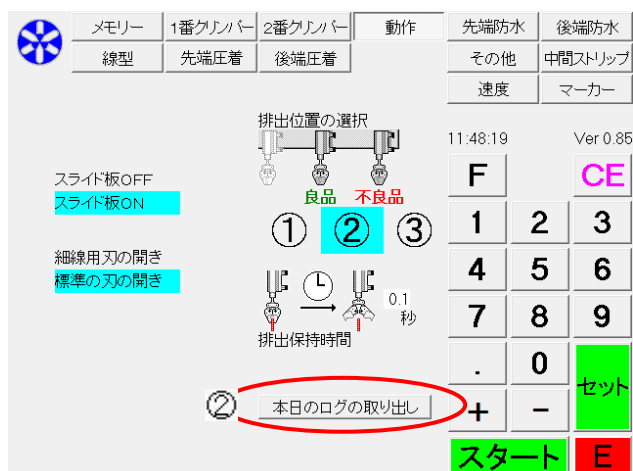 メモリー 1番クリンパー 2番クリンパー 動作 先端防水 後端防水
線型 先端圧着 後端圧着 その他 中間ストリップ
速度 マーカー
排出位置の選択
11:48:19 Ver 0.85
スライド板OFF
スライド板ON
良品 不良品
① ② ③
細線用刃の開き
標準の刃の開き
0.1
秒
排出保持時間
② 本日のログの取り出し
F CE
1 2 3
4 5 6
7 8 9
. 0 セット
+ -
スタート E